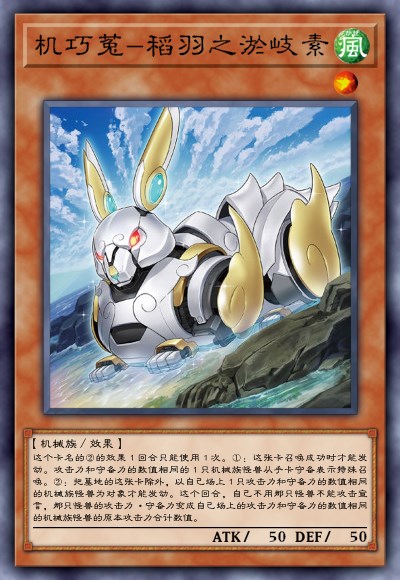 机巧菟-稻羽之淤岐素
風
【机械族/效果】
这个卡名的②的效果1回合只能使用1次。①:这张卡召唤成功时才能发
动。攻击力和守备力的数值相同的1只机械族怪兽从手卡守备表示特殊召
唤。②:把墓地的这张卡除外,以自己场上1只攻击力和守备力的数值相同
的机械族怪兽为对象才能发动。这个回合,自己不用那只怪兽不能攻击宣
言,那只怪兽的攻击力·守备力变成自己场上的攻击力和守备力的数值相同
的机械族怪兽的原本攻击力合计数值。
ATK/ 50 DEF/ 50